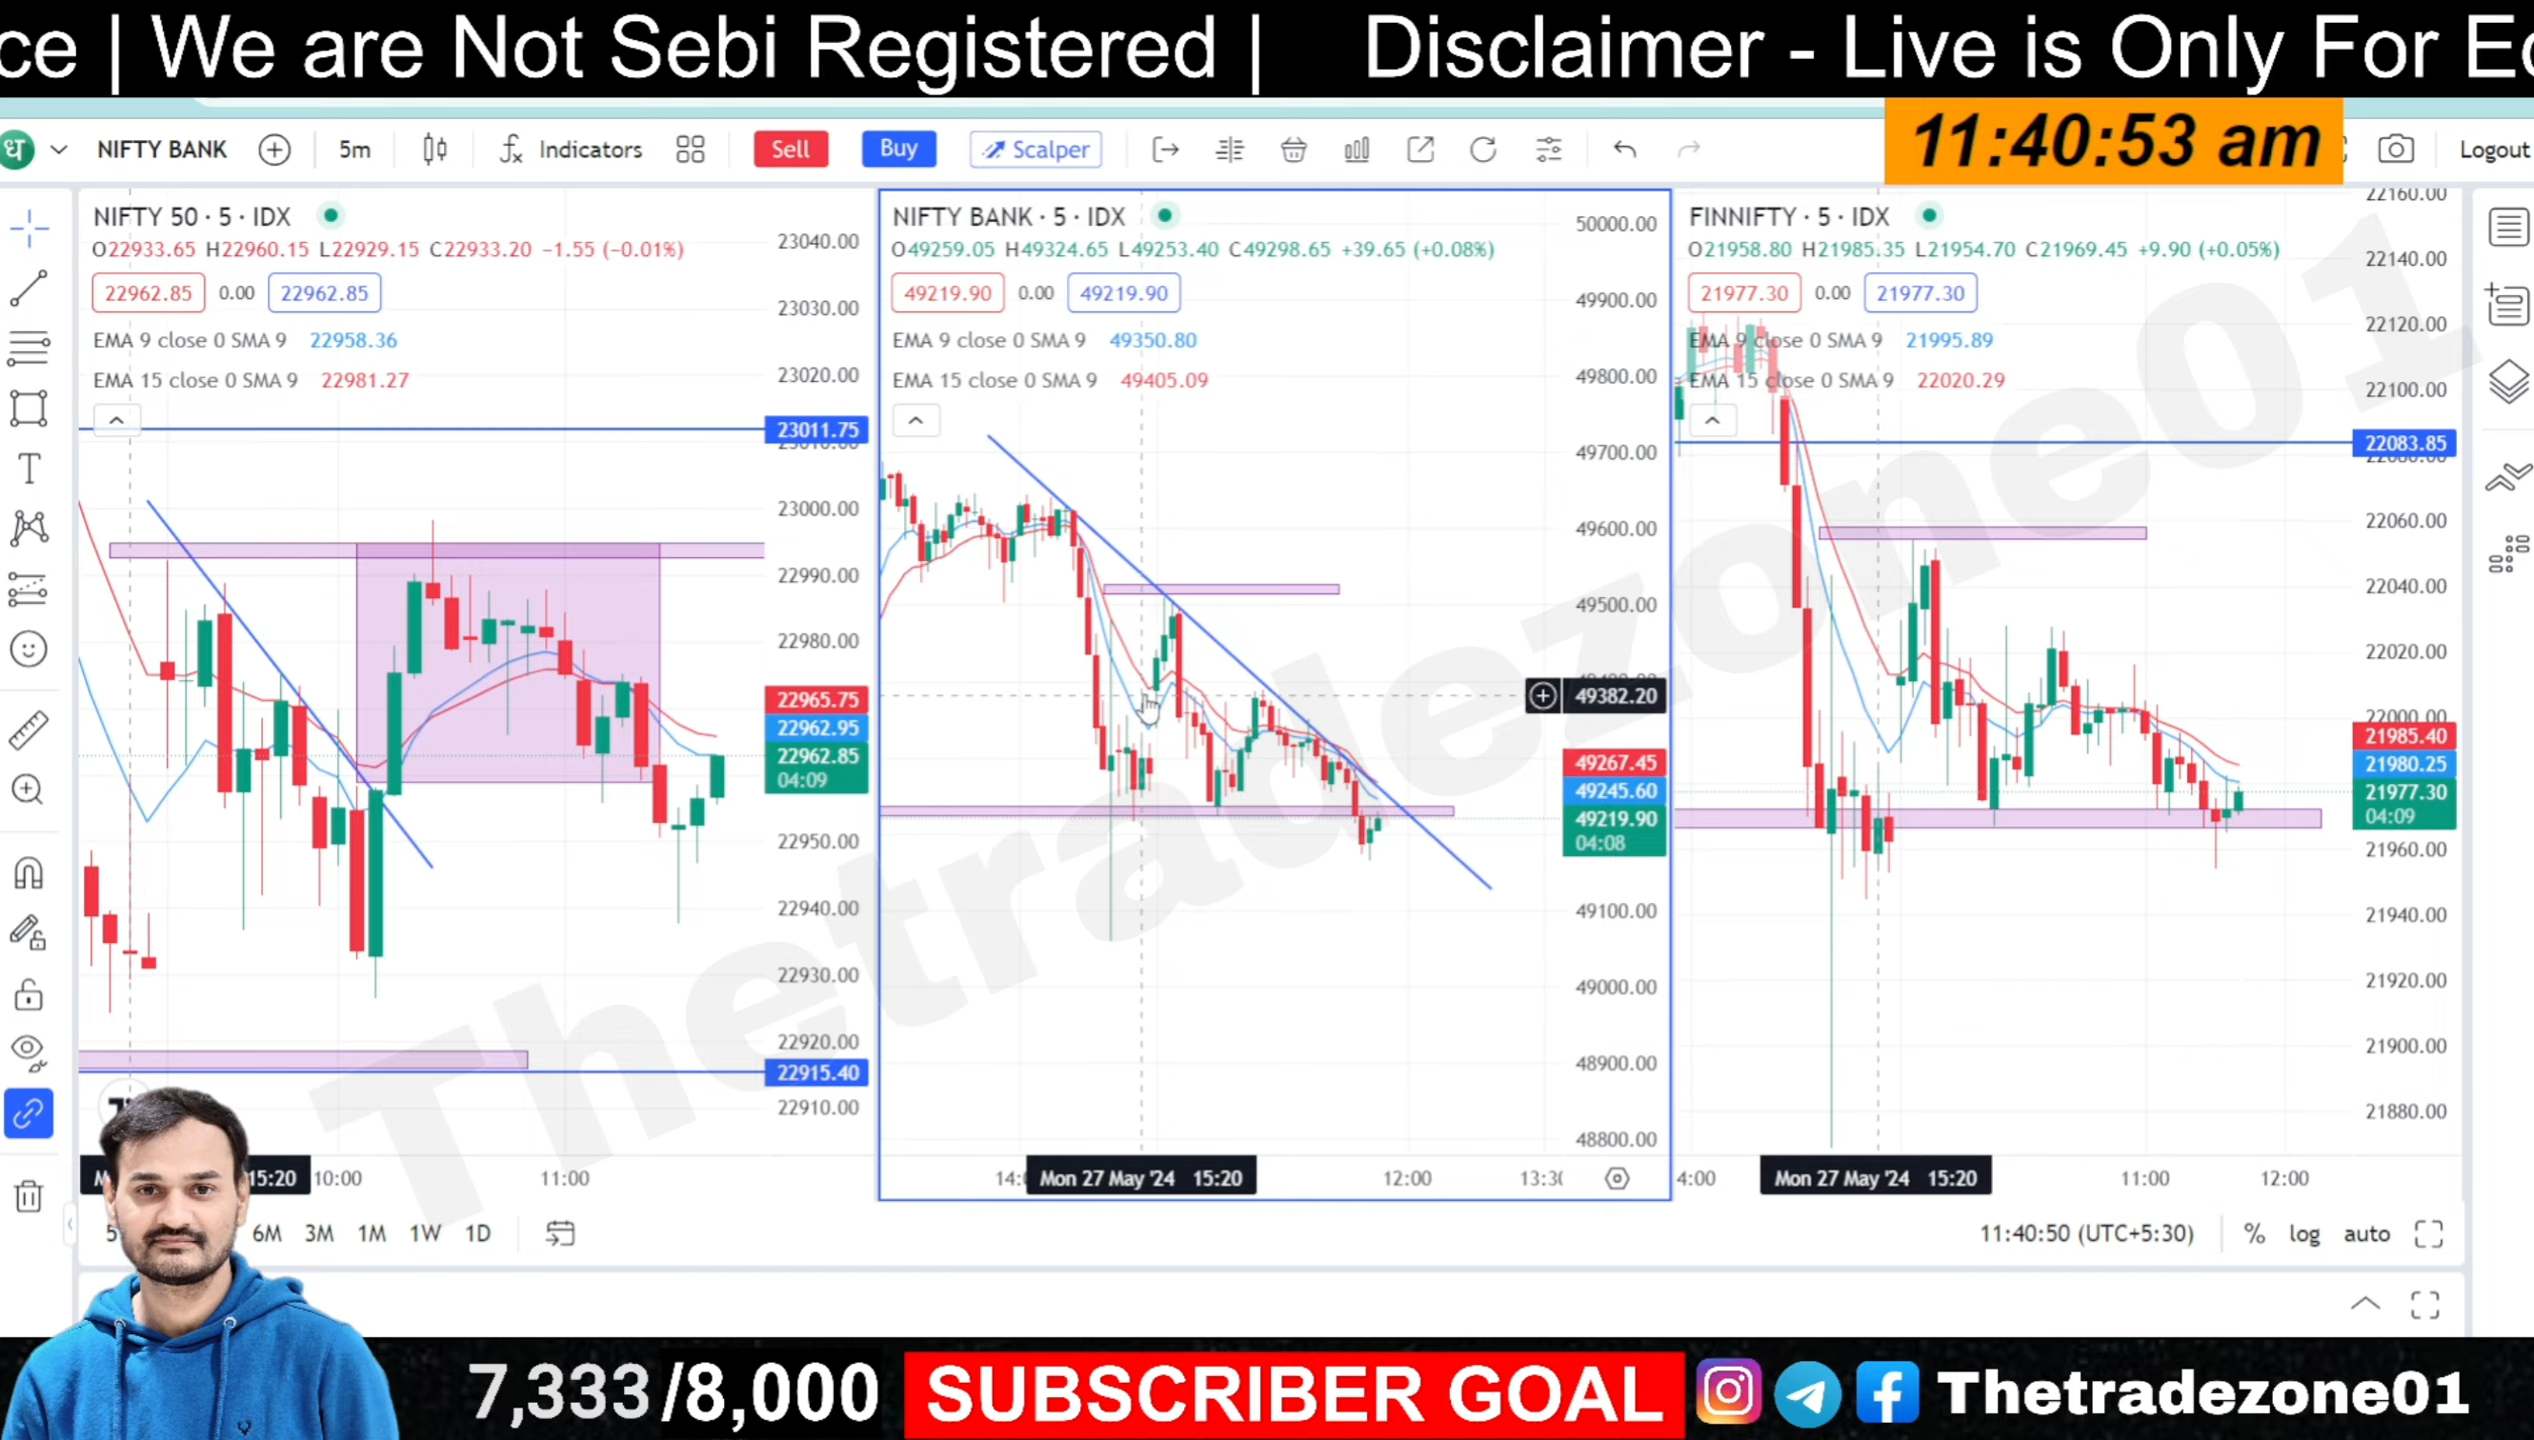 ce | We are Not Sebi Registered | Disclaimer - Live is Only For Ed
11:40:53 am
ध NIFTY BANK 5m Indicators Sell Buy Scalper Logout
NIFTY 50 · 5 · IDX
O22933.65 H22960.15 L22929.15 C22933.20 −1.55 (−0.01%)
22962.85 0.00 22962.85
EMA 9 close 0 SMA 9 22958.36
EMA 15 close 0 SMA 9 22981.27
23040.00
23030.00
23020.00
23011.75
23000.00
22990.00
22980.00
22965.75
22962.95
22962.85
04:09
22950.00
22940.00
22930.00
22920.00
22915.40
22910.00
15:20 10:00 11:00
NIFTY BANK · 5 · IDX
O49259.05 H49324.65 L49253.40 C49298.65 +39.65 (+0.08%)
49219.90 0.00 49219.90
EMA 9 close 0 SMA 9 49350.80
EMA 15 close 0 SMA 9 49405.09
50000.00
49900.00
49800.00
49700.00
49600.00
49500.00
49382.20
49267.45
49245.60
49219.90
04:08
49100.00
49000.00
48900.00
48800.00
14:0 Mon 27 May '24 15:20 12:00 13:30
FINNIFTY · 5 · IDX
O21958.80 H21985.35 L21954.70 C21969.45 +9.90 (+0.05%)
21977.30 0.00 21977.30
EMA 9 close 0 SMA 9 21995.89
EMA 15 close 0 SMA 9 22020.29
22160.00
22140.00
22120.00
22100.00
22083.85
22060.00
22040.00
22020.00
22000.00
21985.40
21980.25
21977.30
04:09
21960.00
21940.00
21920.00
21900.00
21880.00
4:00 Mon 27 May '24 15:20 11:00 12:00
Thetradezone01
5 6M 3M 1M 1W 1D 11:40:50 (UTC+5:30) % log auto
7,333/8,000 SUBSCRIBER GOAL Thetradezone01